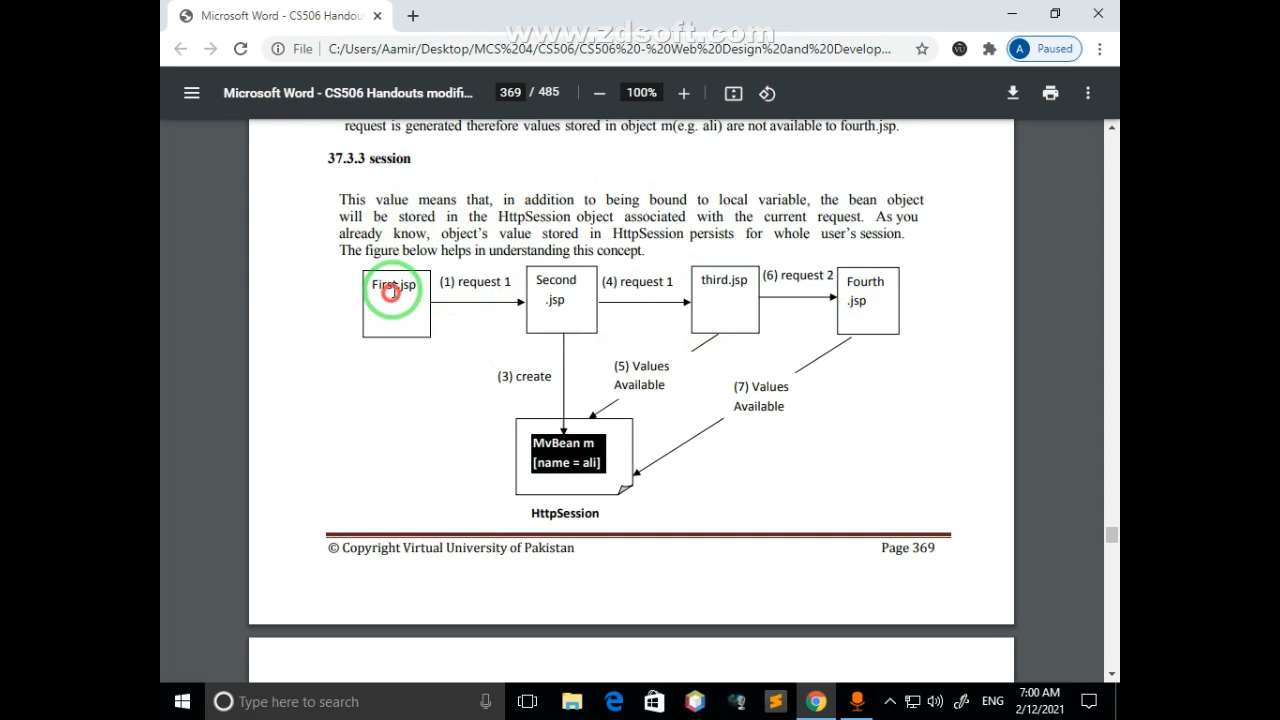 www.zdsoft.com
Microsoft Word - CS506 Handou
File
C:/Users/Aamir/Desktop/MCS%204/CS506/CS506%20-%20Web%20Design%20and%20Develop...
A Paused
Microsoft Word - CS506 Handouts modifi...
369 / 485
100%
request is generated therefore values stored in object m(e.g. ali) are not available to fourth.jsp.
37.3.3 session
This value means that, in addition to being bound to local variable, the bean object
will be stored in the HttpSession object associated with the current request. As you
already know, object's value stored in HttpSession persists for whole user's session.
The figure below helps in understanding this concept.
First.jsp
(1) request 1
Second
.jsp
(4) request 1
third.jsp
(6) request 2
Fourth
.jsp
(3) create
(5) Values
Available
(7) Values
Available
MvBean m
[name = ali]
HttpSession
© Copyright Virtual University of Pakistan
Page 369
Type here to search
ENG
7:00 AM
2/12/2021